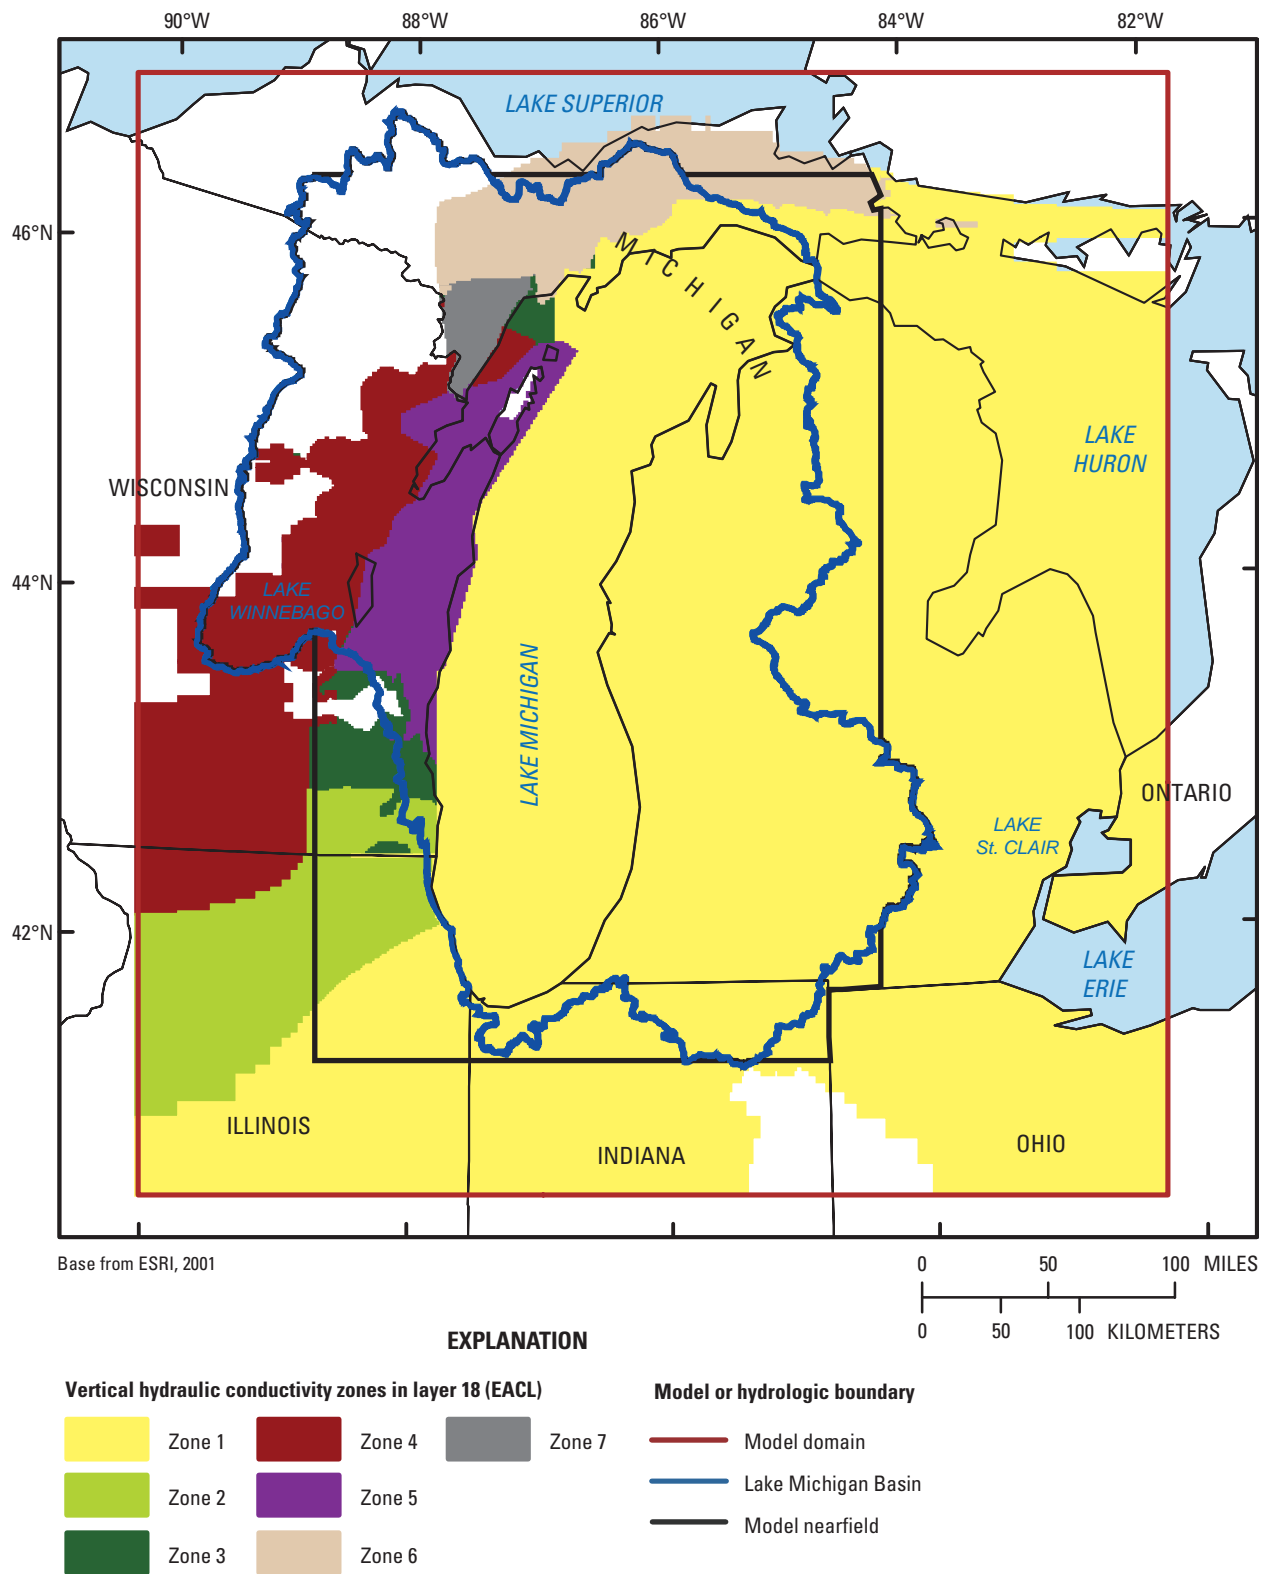 90°W 88°W 86°W 84°W 82°W
LAKE SUPERIOR
46°N
MICHIGAN
LAKE
HURON
WISCONSIN
44°N
LAKE
WINNEBAGO
LAKE MICHIGAN
ONTARIO
LAKE
St. CLAIR
42°N
LAKE
ERIE
ILLINOIS
INDIANA
OHIO
Base from ESRI, 2001
0 50 100 MILES
0 50 100 KILOMETERS
EXPLANATION
Vertical hydraulic conductivity zones in layer 18 (EACL)
Zone 1
Zone 2
Zone 3
Zone 4
Zone 5
Zone 6
Zone 7
Model or hydrologic boundary
Model domain
Lake Michigan Basin
Model nearfield